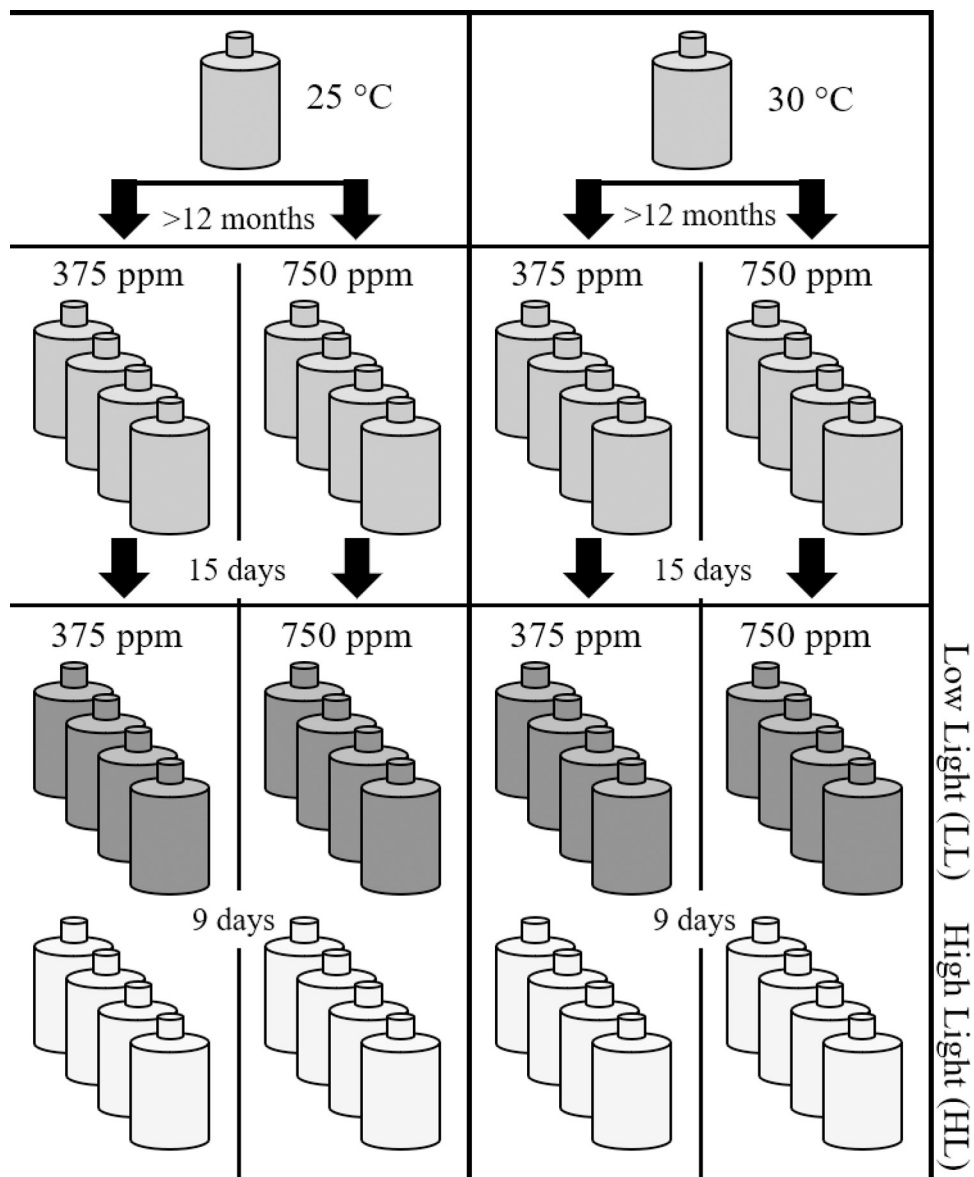 25 °C
30 °C
>12 months
>12 months
375 ppm
750 ppm
375 ppm
750 ppm
15 days
15 days
375 ppm
750 ppm
375 ppm
750 ppm
Low Light (LL)
9 days
9 days
High Light (HL)